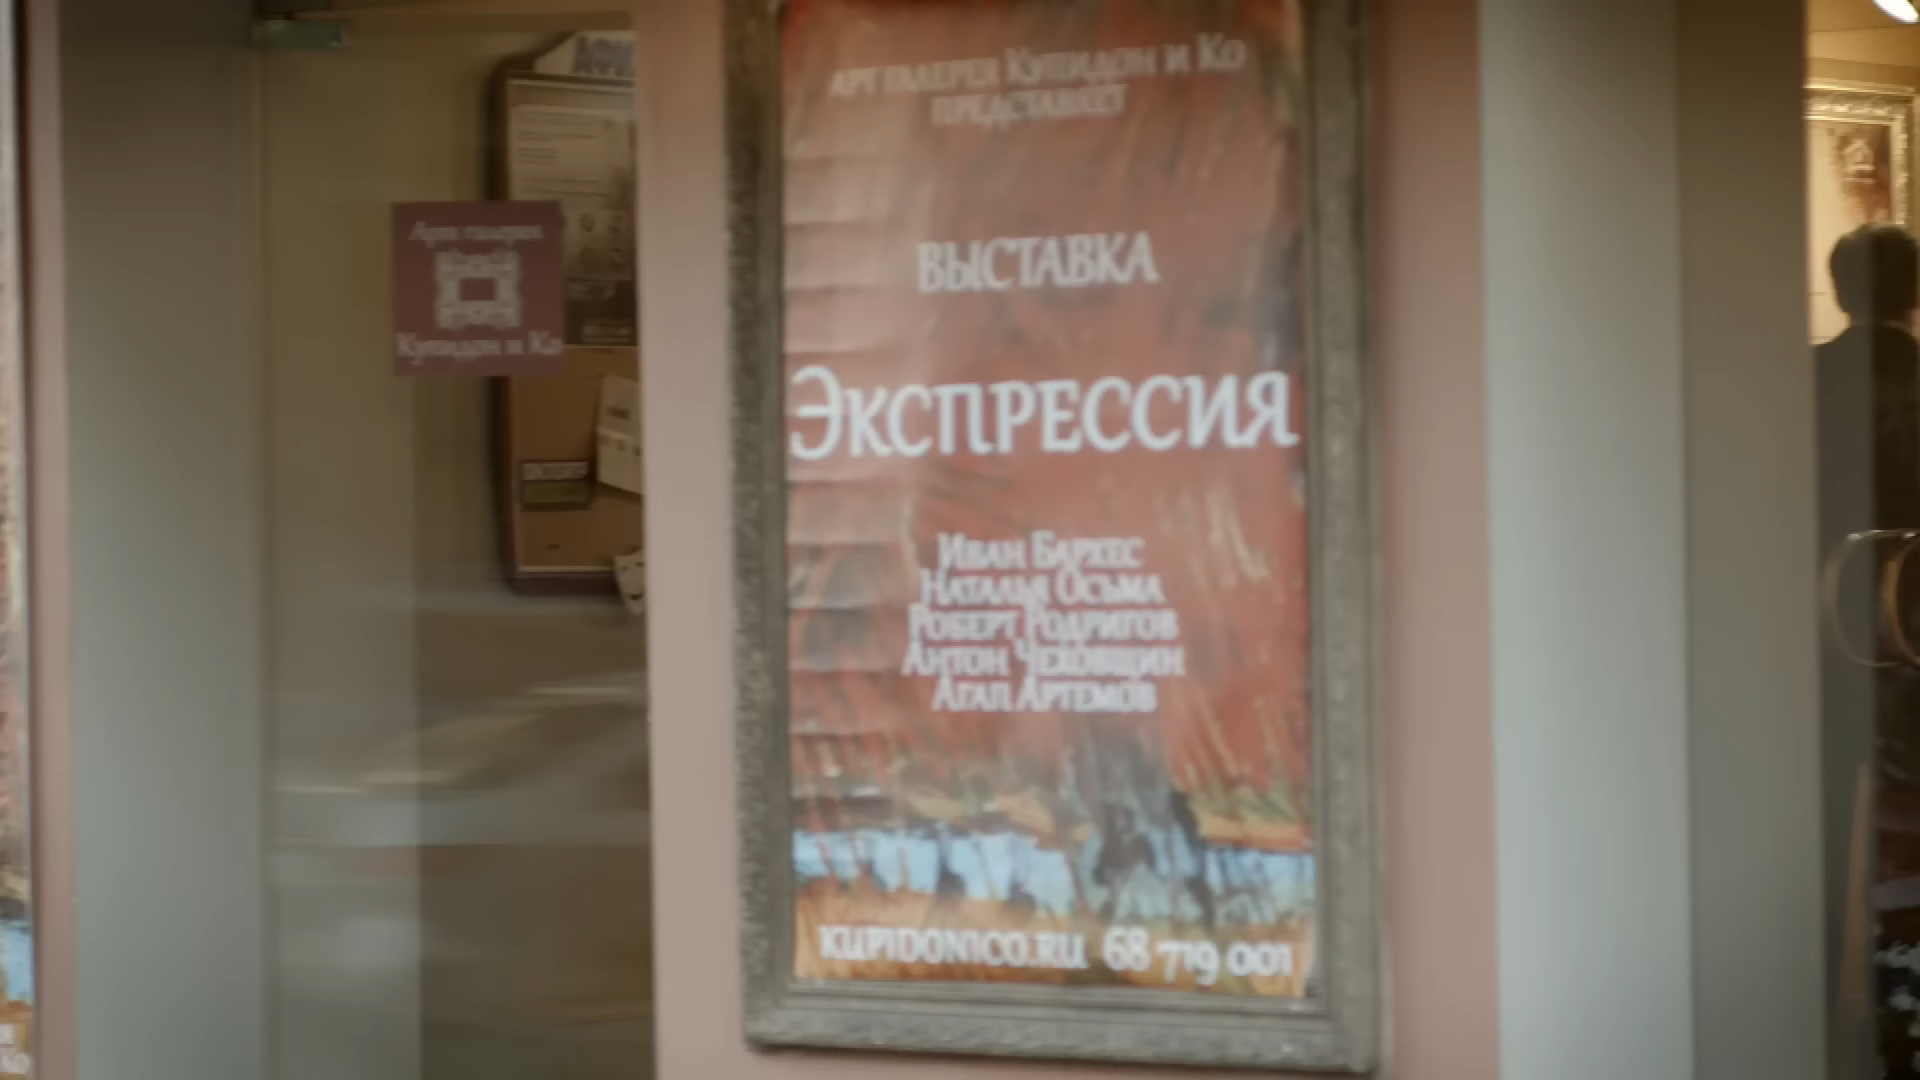 Арт галерея
Купидон и Ко
АРТ ГАЛЕРЕЯ КУПИДОН И КО
ПРЕДСТАВЛЯЕТ
ВЫСТАВКА
ЭКСПРЕССИЯ
ИВАН БАРХЕС
НАТАЛЬЯ ОСЬМА
РОБЕРТ РОДРИГОВ
АНТОН ЧЕХОВЩИН
АГАП АРТЕМОВ
KUPIDONICO.RU 68 719 001